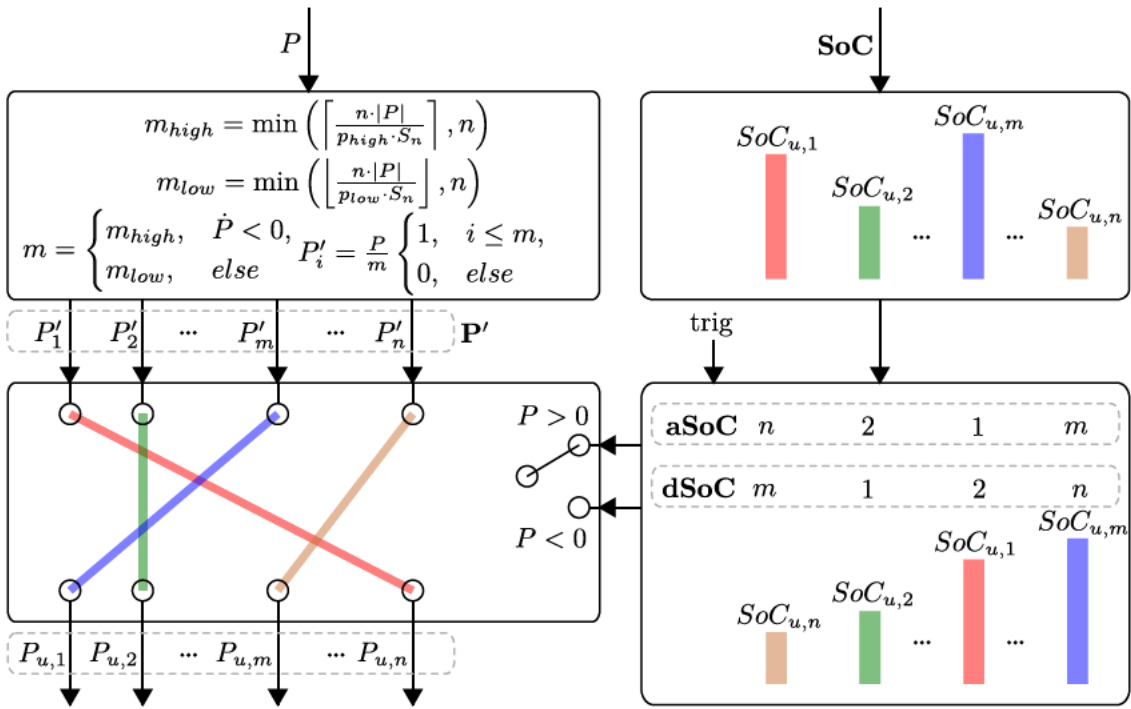 P
SoC
m_{high} = min(⌈n·|P| / p_{high}·S_n⌉, n)
m_{low} = min(⌊n·|P| / p_{low}·S_n⌋, n)
m = { m_{high}, Ṗ < 0, m_{low}, else
P'_i = P/m { 1, i ≤ m, 0, else
SoC_{u,1}
SoC_{u,2}
...
SoC_{u,m}
...
SoC_{u,n}
P'_1 P'_2 ... P'_m ... P'_n P'
trig
P > 0
P < 0
aSoC n 2 1 m
dSoC m 1 2 n
SoC_{u,n}
SoC_{u,2}
...
SoC_{u,1}
...
SoC_{u,m}
P_{u,1} P_{u,2} ... P_{u,m} ... P_{u,n}